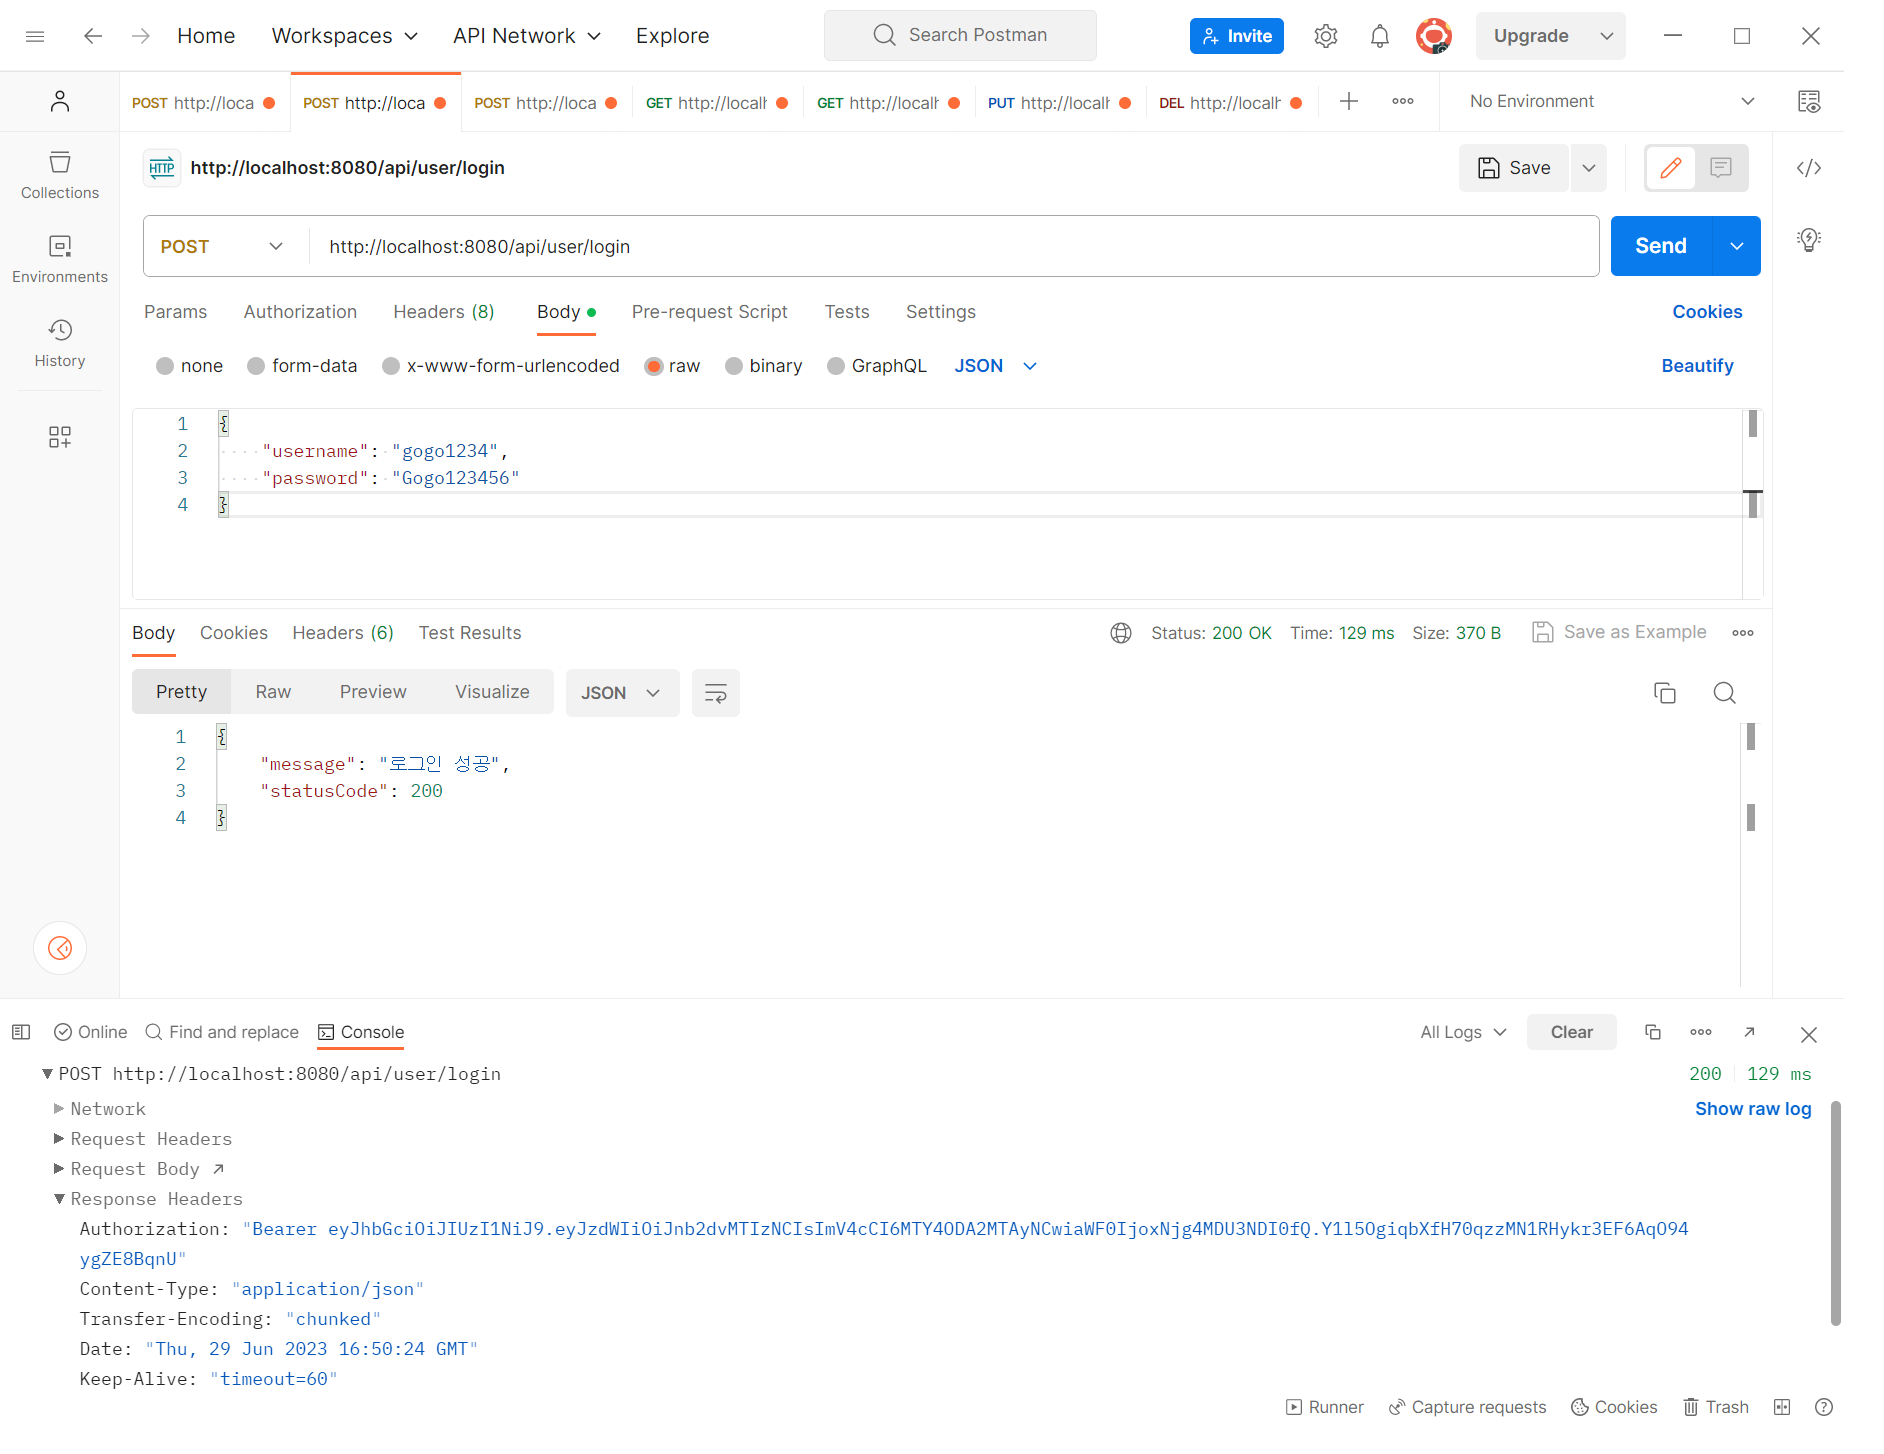 Home Workspaces API Network Explore Search Postman Invite Upgrade
POST http://loca POST http://loca POST http://loca GET http://localh GET http://localh PUT http://localh DEL http://localh No Environment
HTTP http://localhost:8080/api/user/login Save
Collections
Environments
History
POST http://localhost:8080/api/user/login Send
Params Authorization Headers (8) Body Pre-request Script Tests Settings Cookies
none form-data x-www-form-urlencoded raw binary GraphQL JSON Beautify
1 {
2 "username": "gogo1234",
3 "password": "Gogo123456"
4 }
Body Cookies Headers (6) Test Results Status: 200 OK Time: 129 ms Size: 370 B Save as Example
Pretty Raw Preview Visualize JSON
1 {
2 "message": "로그인 성공",
3 "statusCode": 200
4 }
Online Find and replace Console All Logs Clear
POST http://localhost:8080/api/user/login 200 129 ms
Network Show raw log
Request Headers
Request Body
Response Headers
Authorization: "Bearer eyJhbGciOiJIUzI1NiJ9.eyJzdWIiOiJnb2dvMTIzNCIsImV4cCI6MTY4ODA2MTAyNCwiaWF0IjoxNjg4MDU3NDI0fQ.Y1l5OgiqbXfH70qzzMN1RHykr3EF6AqO94
ygZE8BqnU"
Content-Type: "application/json"
Transfer-Encoding: "chunked"
Date: "Thu, 29 Jun 2023 16:50:24 GMT"
Keep-Alive: "timeout=60"
Runner Capture requests Cookies Trash